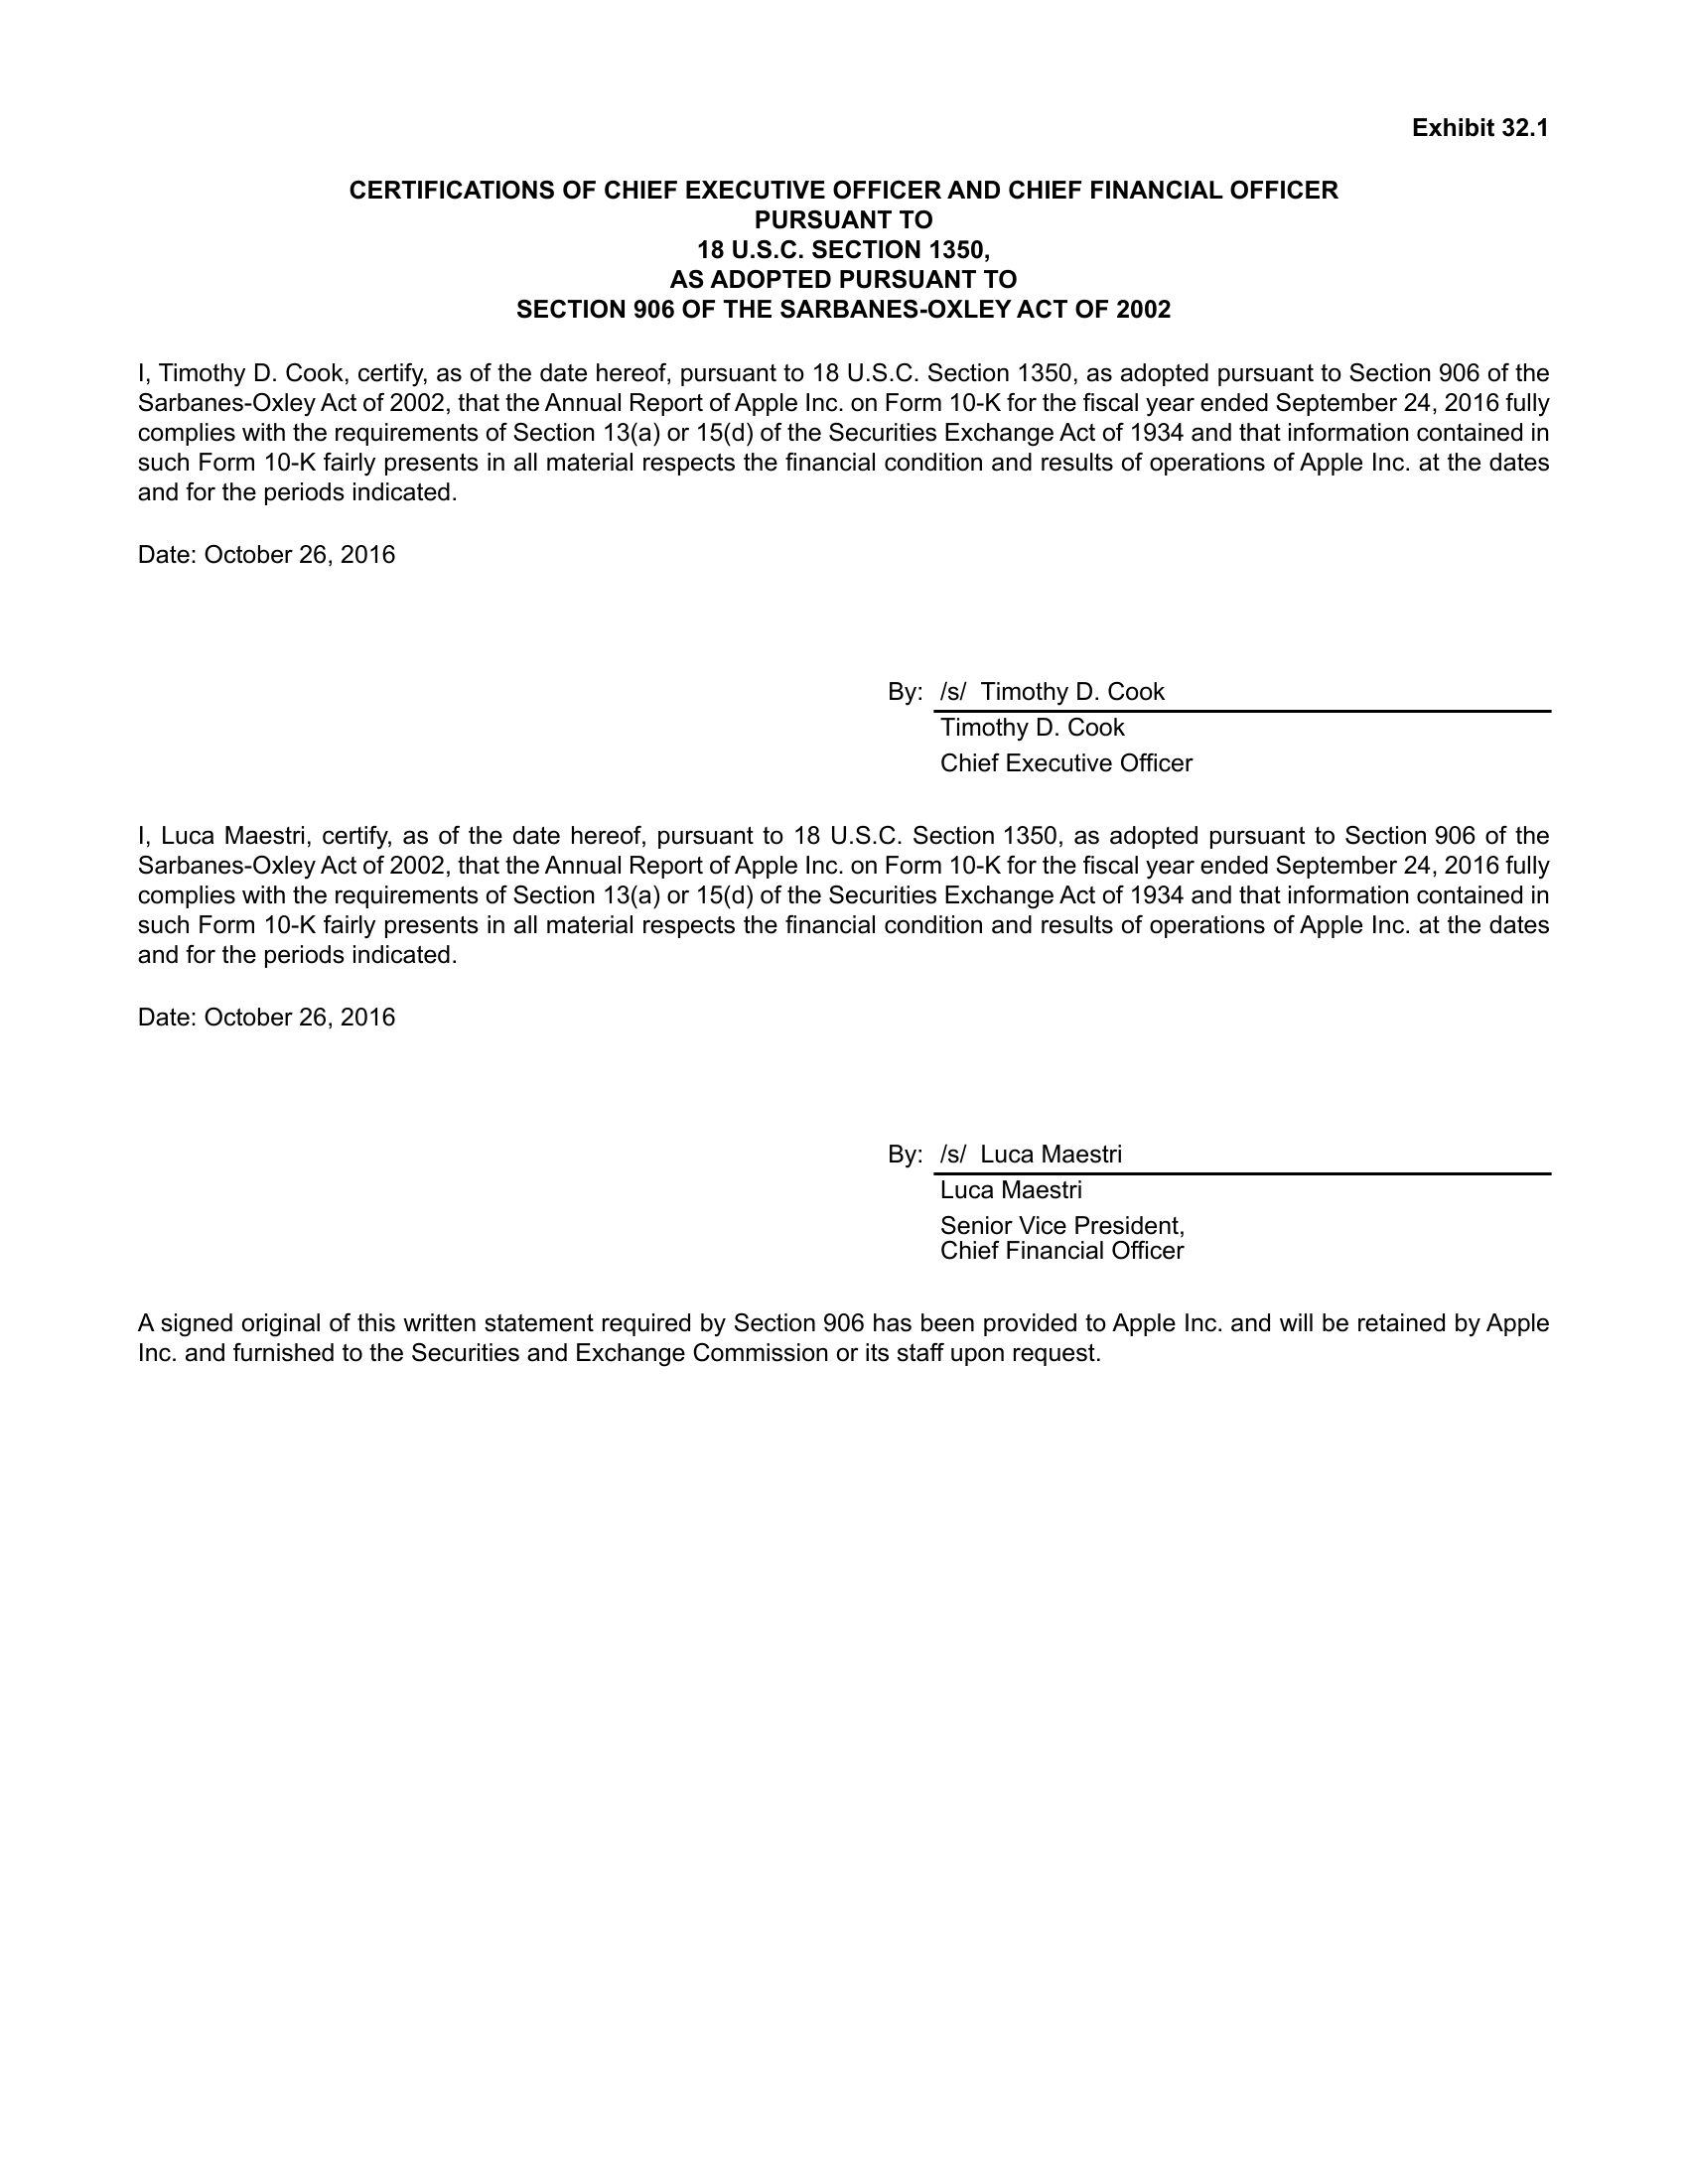 Exhibit 32.1
CERTIFICATIONS OF CHIEF EXECUTIVE OFFICER AND CHIEF FINANCIAL OFFICER
PURSUANT TO
18 U.S.C. SECTION 1350,
AS ADOPTED PURSUANT TO
SECTION 906 OF THE SARBANES-OXLEY ACT OF 2002
I, Timothy D. Cook, certify, as of the date hereof, pursuant to 18 U.S.C. Section 1350, as adopted pursuant to Section 906 of the
Sarbanes-Oxley Act of 2002, that the Annual Report of Apple Inc. on Form 10-K for the fiscal year ended September 24, 2016 fully
complies with the requirements of Section 13(a) or 15(d) of the Securities Exchange Act of 1934 and that information contained in
such Form 10-K fairly presents in all material respects the financial condition and results of operations of Apple Inc. at the dates
and for the periods indicated.
Date: October 26, 2016
By: /s/ Timothy D. Cook
Timothy D. Cook
Chief Executive Officer
I, Luca Maestri, certify, as of the date hereof, pursuant to 18 U.S.C. Section 1350, as adopted pursuant to Section 906 of the
Sarbanes-Oxley Act of 2002, that the Annual Report of Apple Inc. on Form 10-K for the fiscal year ended September 24, 2016 fully
complies with the requirements of Section 13(a) or 15(d) of the Securities Exchange Act of 1934 and that information contained in
such Form 10-K fairly presents in all material respects the financial condition and results of operations of Apple Inc. at the dates
and for the periods indicated.
Date: October 26, 2016
By: /s/ Luca Maestri
Luca Maestri
Senior Vice President,
Chief Financial Officer
A signed original of this written statement required by Section 906 has been provided to Apple Inc. and will be retained by Apple
Inc. and furnished to the Securities and Exchange Commission or its staff upon request.